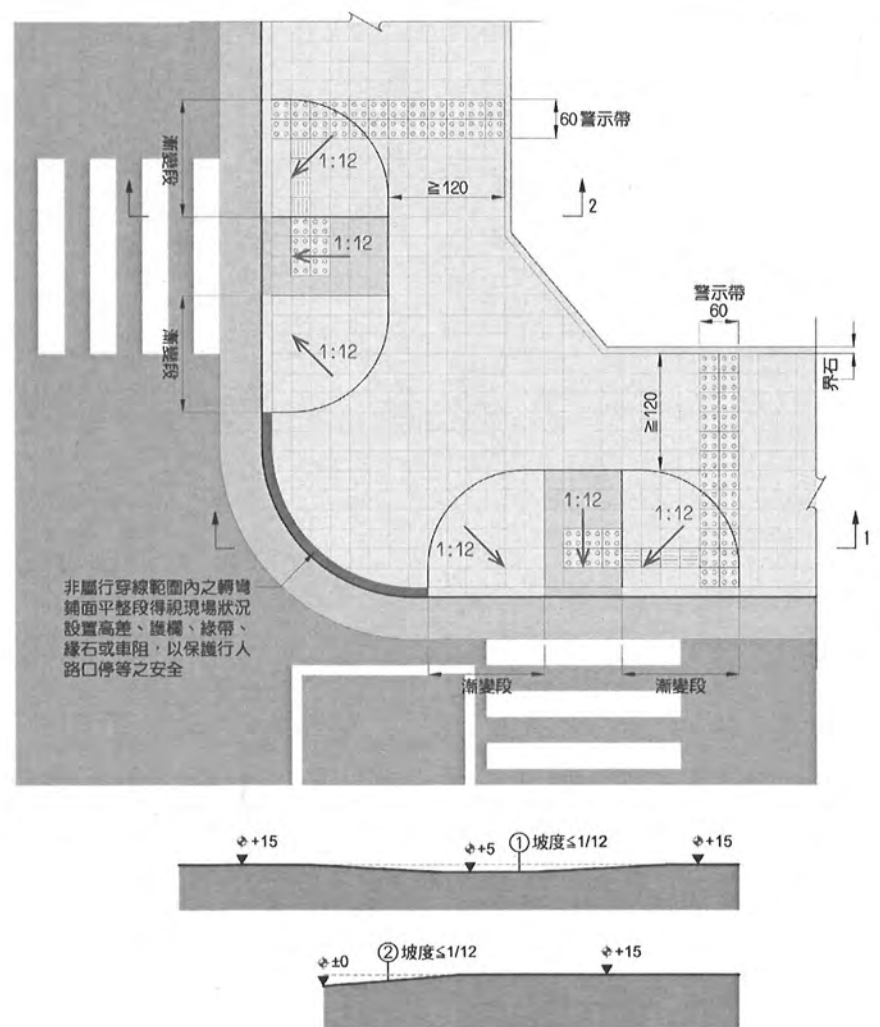 60警示帶
漸變段
1:12
≧120
1:12
2
漸變段
1:12
警示帶
60
界石
≧120
1:12
1:12
1:12
1
非屬行穿線範圍內之轉彎
鋪面平整段得視現場狀況
設置高差、護欄、綠帶、
緣石或車阻，以保護行人
路口停等之安全
漸變段
漸變段
+15
+5
①坡度≦1/12
+15
±0
②坡度≦1/12
+15